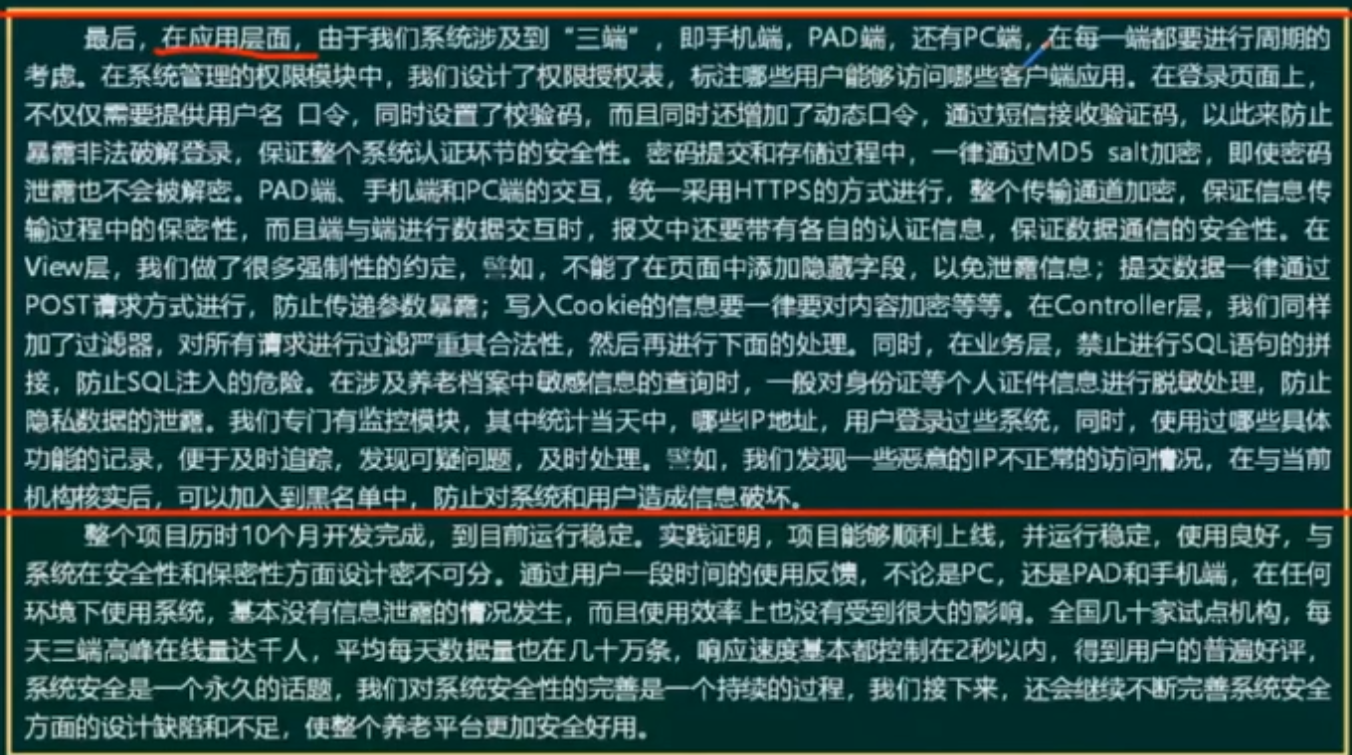 最后，在应用层面，由于我们系统涉及到“三端”，即手机端，PAD端，还有PC端，在每一端都要进行周期的
考虑。在系统管理的权限模块中，我们设计了权限授权表，标注哪些用户能够访问哪些客户端应用。在登录页面上，
不仅仅需要提供用户名 口令，同时设置了校验码，而且同时还增加了动态口令，通过短信接收验证码，以此来防止
暴露非法破解登录，保证整个系统认证环节的安全性。密码提交和存储过程中，一律通过MD5 salt加密，即使密码
泄露也不会被解密。PAD端、手机端和PC端的交互，统一采用HTTPS的方式进行，整个传输通道加密，保证信息传
输过程中的保密性，而且端与端进行数据交互时，报文中还要带有各自的认证信息，保证数据通信的安全性。在
View层，我们做了很多强制性的约定，譬如，不能了在页面中添加隐藏字段，以免泄露信息；提交数据一律通过
POST请求方式进行，防止传递参数暴露；写入Cookie的信息要一律要对内容加密等等。在Controller层，我们同样
加了过滤器，对所有请求进行过滤严重其合法性，然后再进行下面的处理。同时，在业务层，禁止进行SQL语句的拼
接，防止SQL注入的危险。在涉及养老档案中敏感信息的查询时，一般对身份证等个人证件信息进行脱敏处理，防止
隐私数据的泄露。我们专门有监控模块，其中统计当天中，哪些IP地址，用户登录过些系统，同时，使用过哪些具体
功能的记录，便于及时追踪，发现可疑问题，及时处理。譬如，我们发现一些恶意的IP不正常的访问情况，在与当前
机构核实后，可以加入到黑名单中，防止对系统和用户造成信息破坏。
整个项目历时10个月开发完成，到目前运行稳定。实践证明，项目能够顺利上线，并运行稳定，使用良好，与
系统在安全性和保密性方面设计密不可分。通过用户一段时间的使用反馈，不论是PC，还是PAD和手机端，在任何
环境下使用系统，基本没有信息泄露的情况发生，而且使用效率上也没有受到很大的影响。全国几十家试点机构，每
天三端高峰在线量达千人，平均每天数据量也在几十万条，响应速度基本都控制在2秒以内，得到用户的普遍好评，
系统安全是一个永久的话题，我们对系统安全性的完善是一个持续的过程，我们接下来，还会继续不断完善系统安全
方面的设计缺陷和不足，使整个养老平台更加安全好用。